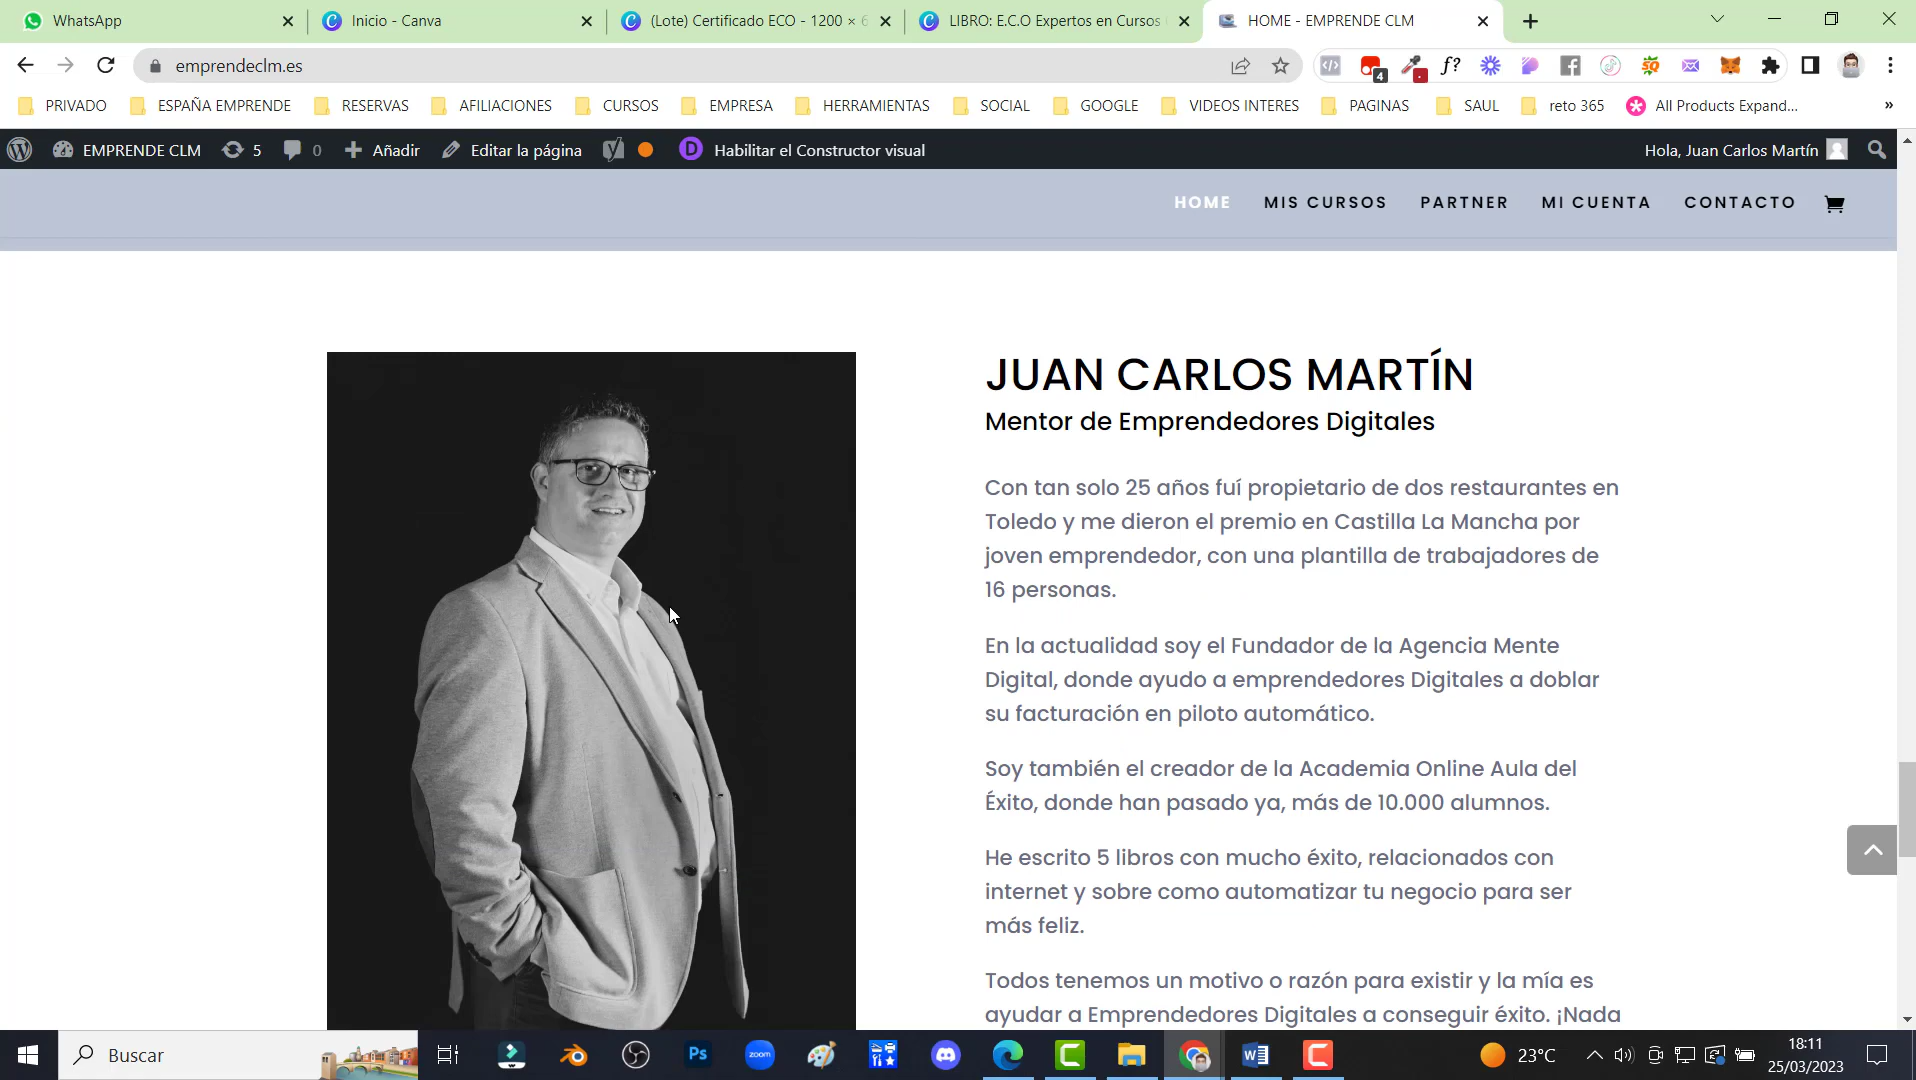 WhatsApp
Inicio - Canva
(Lote) Certificado ECO - 1200 × 6
LIBRO: E.C.O Expertos en Cursos
HOME - EMPRENDE CLM
emprendeclm.es
4
f?
PRIVADO
ESPAÑA EMPRENDE
RESERVAS
AFILIACIONES
CURSOS
EMPRESA
HERRAMIENTAS
SOCIAL
GOOGLE
VIDEOS INTERES
PAGINAS
SAUL
reto 365
All Products Expand...
»
EMPRENDE CLM
5
0
Añadir
Editar la página
D
Habilitar el Constructor visual
Hola, Juan Carlos Martín
HOME
MIS CURSOS
PARTNER
MI CUENTA
CONTACTO
JUAN CARLOS MARTÍN
Mentor de Emprendedores Digitales
Con tan solo 25 años fuí propietario de dos restaurantes en
Toledo y me dieron el premio en Castilla La Mancha por
joven emprendedor, con una plantilla de trabajadores de
16 personas.
En la actualidad soy el Fundador de la Agencia Mente
Digital, donde ayudo a emprendedores Digitales a doblar
su facturación en piloto automático.
Soy también el creador de la Academia Online Aula del
Éxito, donde han pasado ya, más de 10.000 alumnos.
He escrito 5 libros con mucho éxito, relacionados con
internet y sobre como automatizar tu negocio para ser
más feliz.
Todos tenemos un motivo o razón para existir y la mía es
ayudar a Emprendedores Digitales a conseguir éxito. ¡Nada
Buscar
Ps
zoom
23°C
18:11
25/03/2023